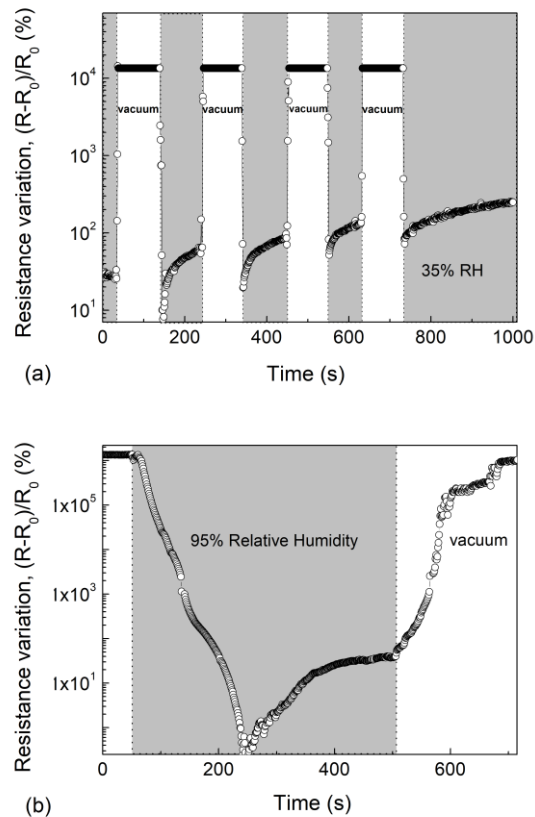 Resistance variation, (R-R₀)/R₀ (%)
10⁴
10³
10²
10¹
vacuum
vacuum
vacuum
vacuum
35% RH
0 200 400 600 800 1000
(a)
Time (s)
Resistance variation, (R-R₀)/R₀ (%)
1x10⁵
1x10³
1x10¹
95% Relative Humidity
vacuum
0 200 400 600
(b)
Time (s)